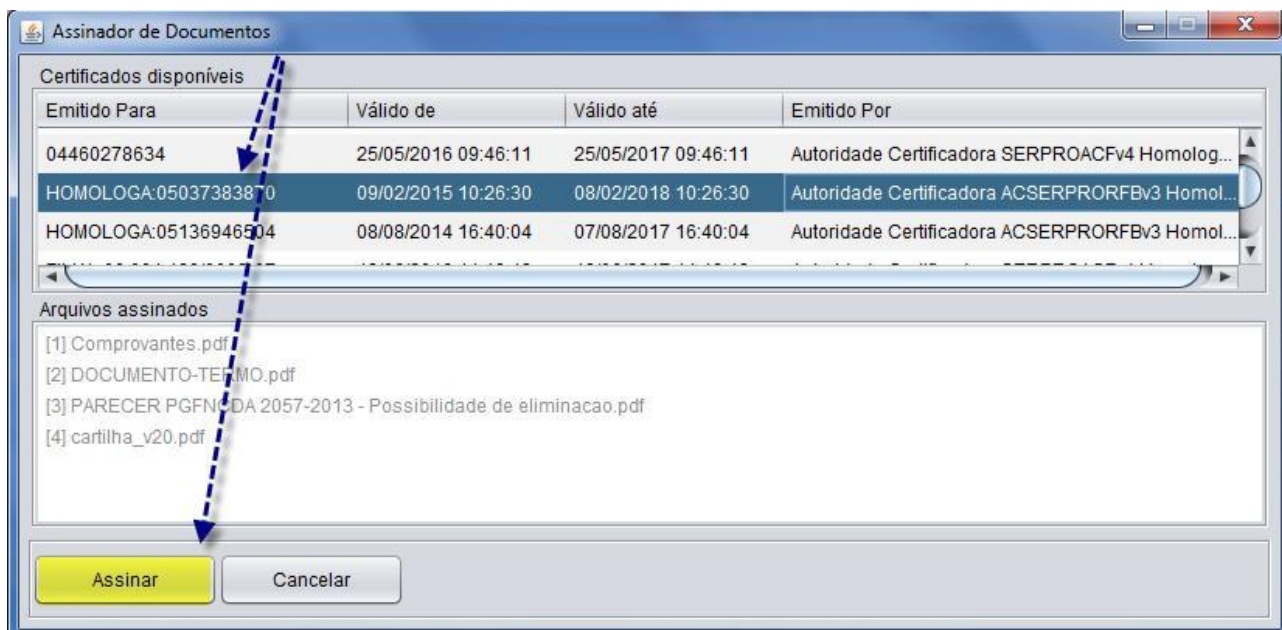 Assinador de Documentos
Certificados disponíveis
Emitido Para Válido de Válido até Emitido Por
04460278634 25/05/2016 09:46:11 25/05/2017 09:46:11 Autoridade Certificadora SERPROACFv4 Homolog...
HOMOLOGA:05037383870 09/02/2015 10:26:30 08/02/2018 10:26:30 Autoridade Certificadora ACSERPRORFBv3 Homol...
HOMOLOGA:05136946504 08/08/2014 16:40:04 07/08/2017 16:40:04 Autoridade Certificadora ACSERPRORFBv3 Homol...
Arquivos assinados
[1] Comprovantes.pdf
[2] DOCUMENTO-TERMO.pdf
[3] PARECER PGFNCDA 2057-2013 - Possibilidade de eliminacao.pdf
[4] cartilha_v20.pdf
Assinar Cancelar